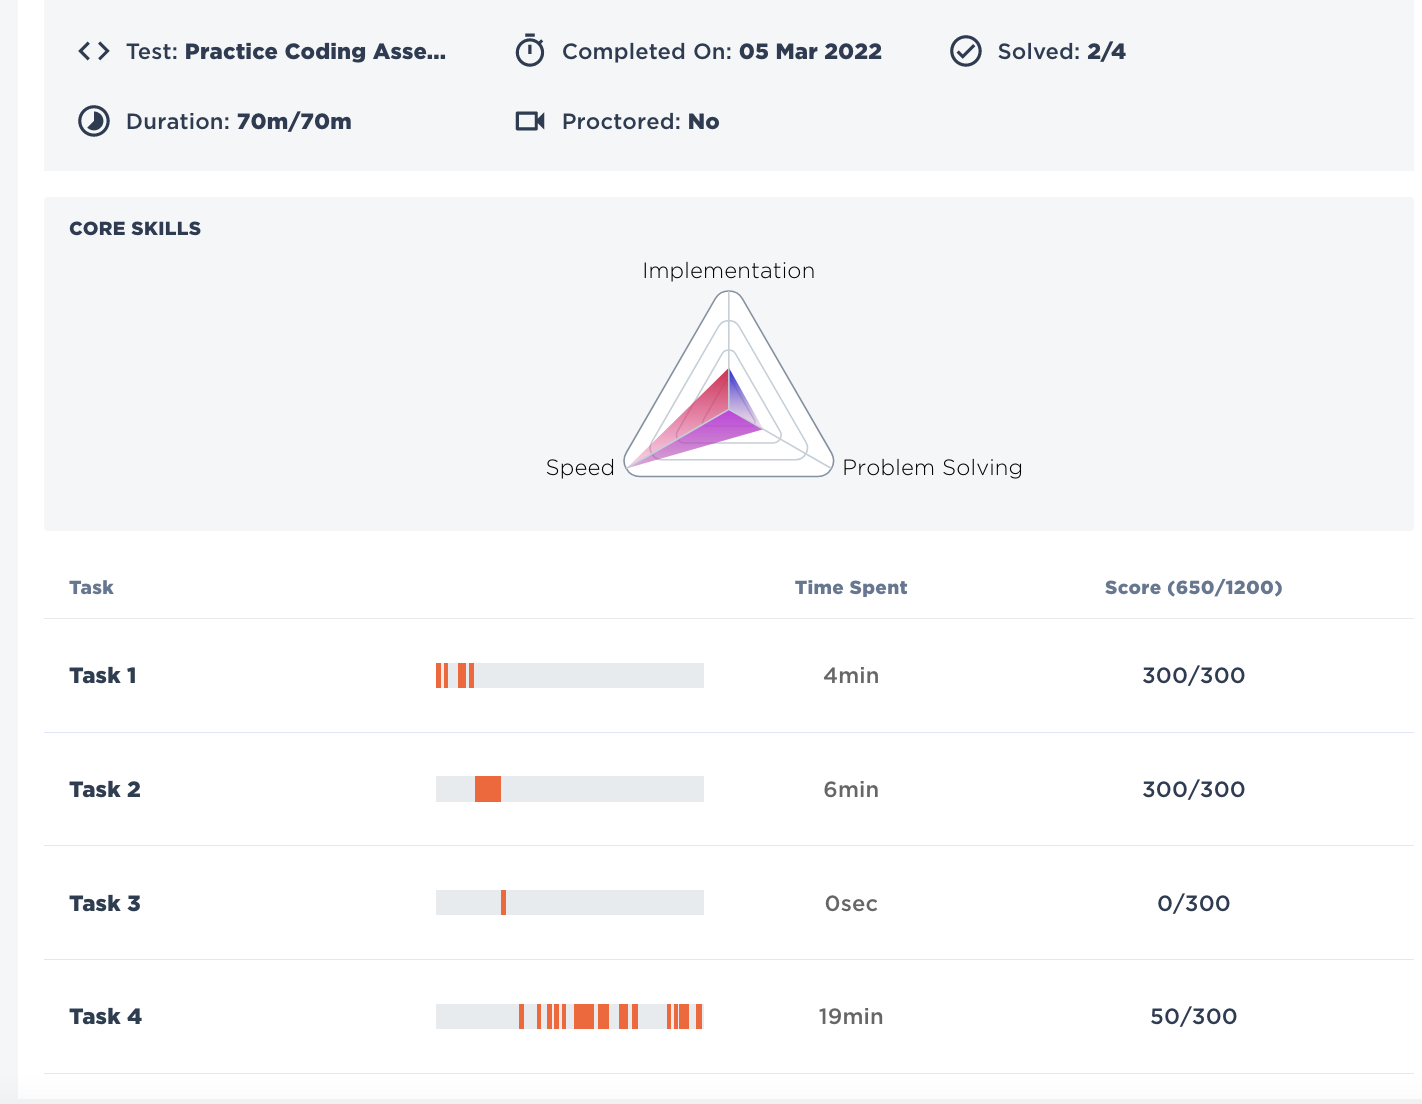 Test: Practice Coding Asse... Completed On: 05 Mar 2022 Solved: 2/4
Duration: 70m/70m Proctored: No
CORE SKILLS
Implementation
Speed Problem Solving
Task Time Spent Score (650/1200)
Task 1 4min 300/300
Task 2 6min 300/300
Task 3 0sec 0/300
Task 4 19min 50/300